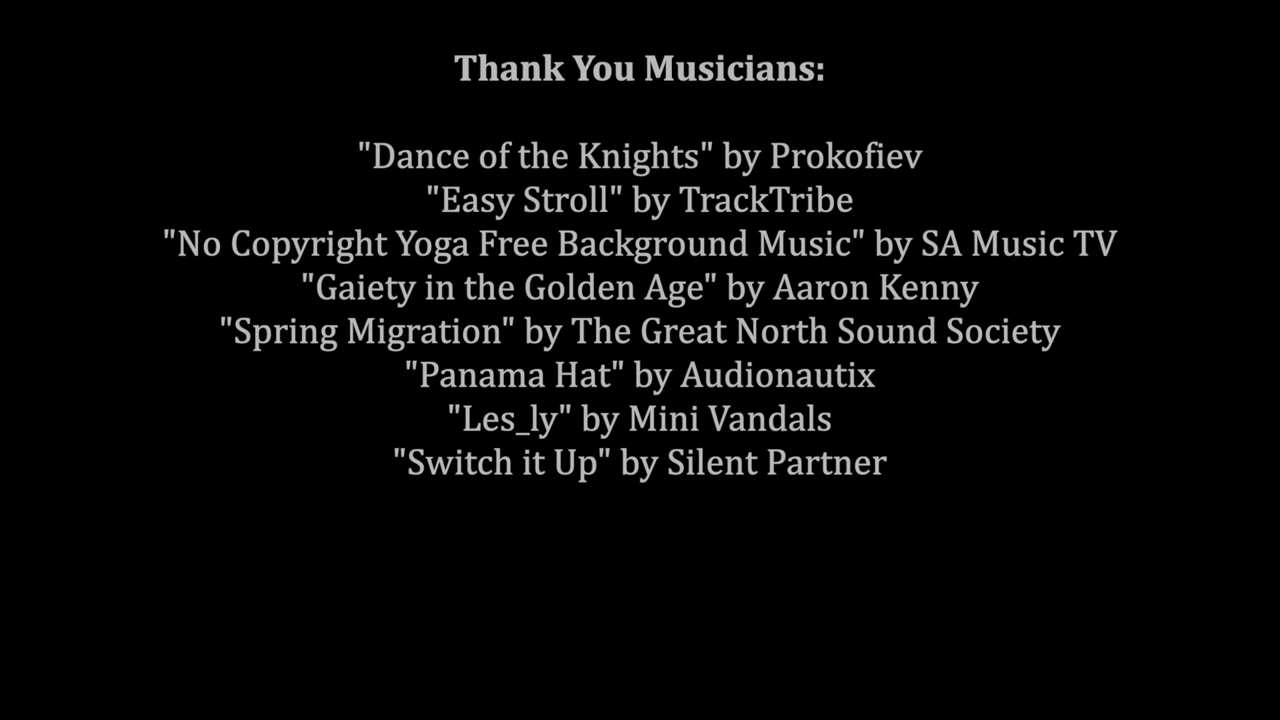 Thank You Musicians:
"Dance of the Knights" by Prokofiev
"Easy Stroll" by TrackTribe
"No Copyright Yoga Free Background Music" by SA Music TV
"Gaiety in the Golden Age" by Aaron Kenny
"Spring Migration" by The Great North Sound Society
"Panama Hat" by Audionautix
"Les_ly" by Mini Vandals
"Switch it Up" by Silent Partner